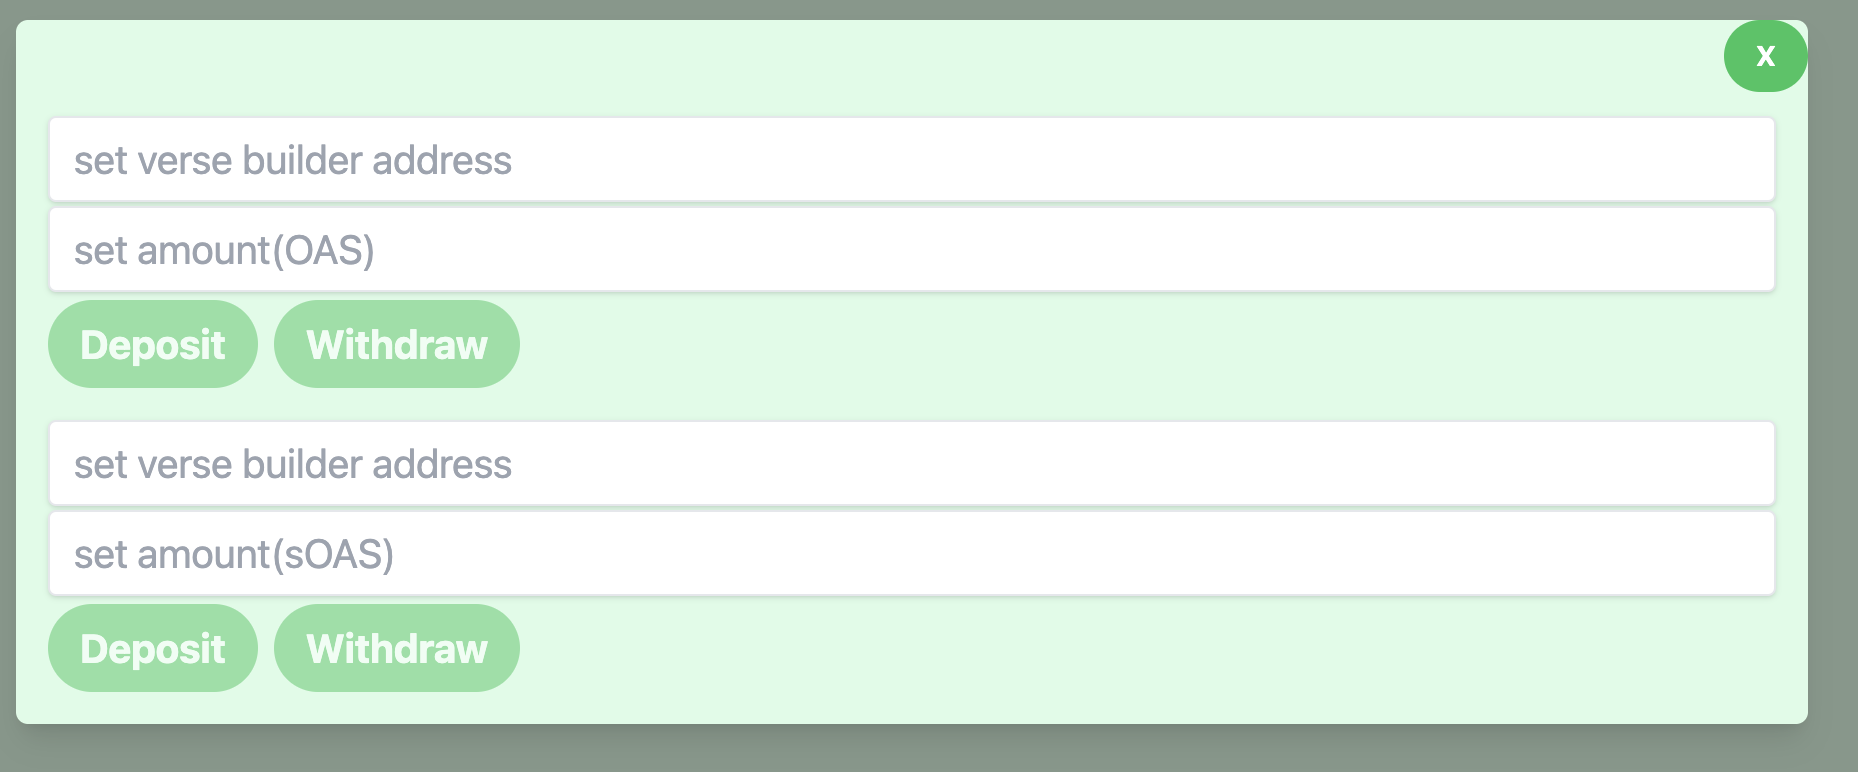 x
set verse builder address
set amount(OAS)
Deposit Withdraw
set verse builder address
set amount(sOAS)
Deposit Withdraw